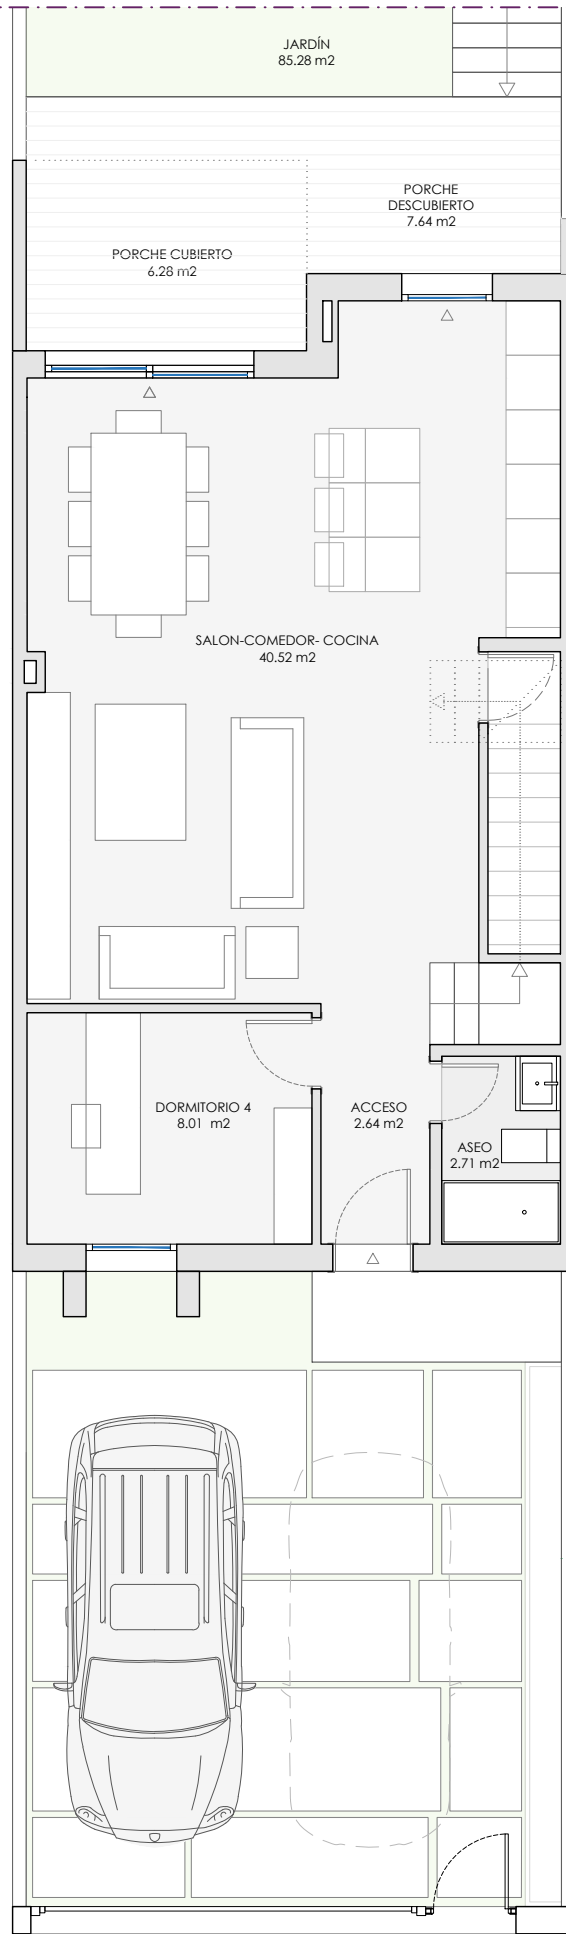 JARDÍN
85.28 m2
PORCHE
DESCUBIERTO
7.64 m2
PORCHE CUBIERTO
6.28 m2
SALON-COMEDOR- COCINA
40.52 m2
DORMITORIO 4
8.01 m2
ACCESO
2.64 m2
ASEO
2.71 m2